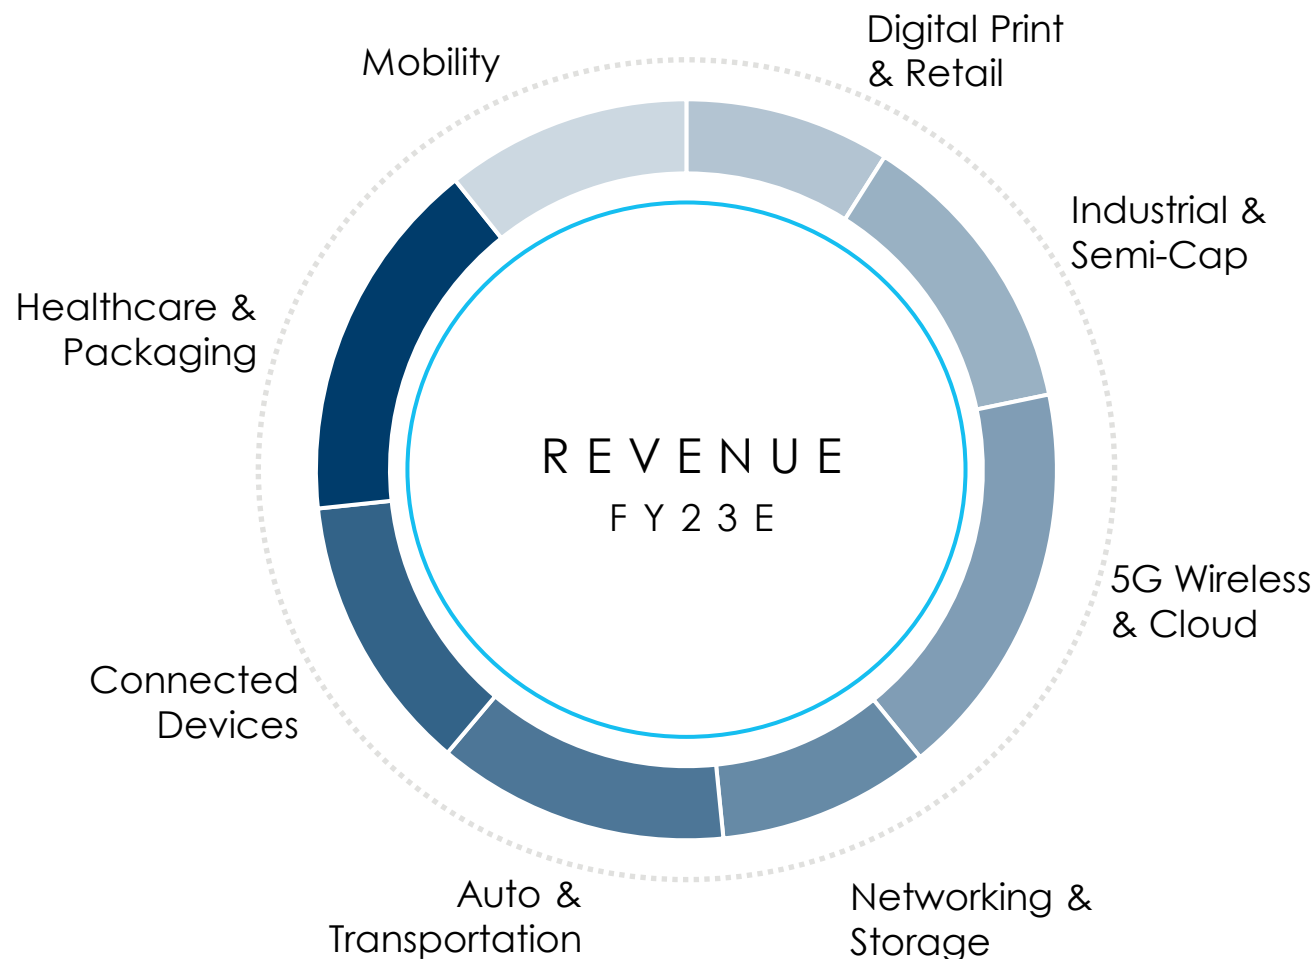 Digital Print
& Retail
Mobility
Industrial &
Semi-Cap
Healthcare &
Packaging
REVENUE
FY23E
5G Wireless
& Cloud
Connected
Devices
Auto &
Transportation
Networking &
Storage